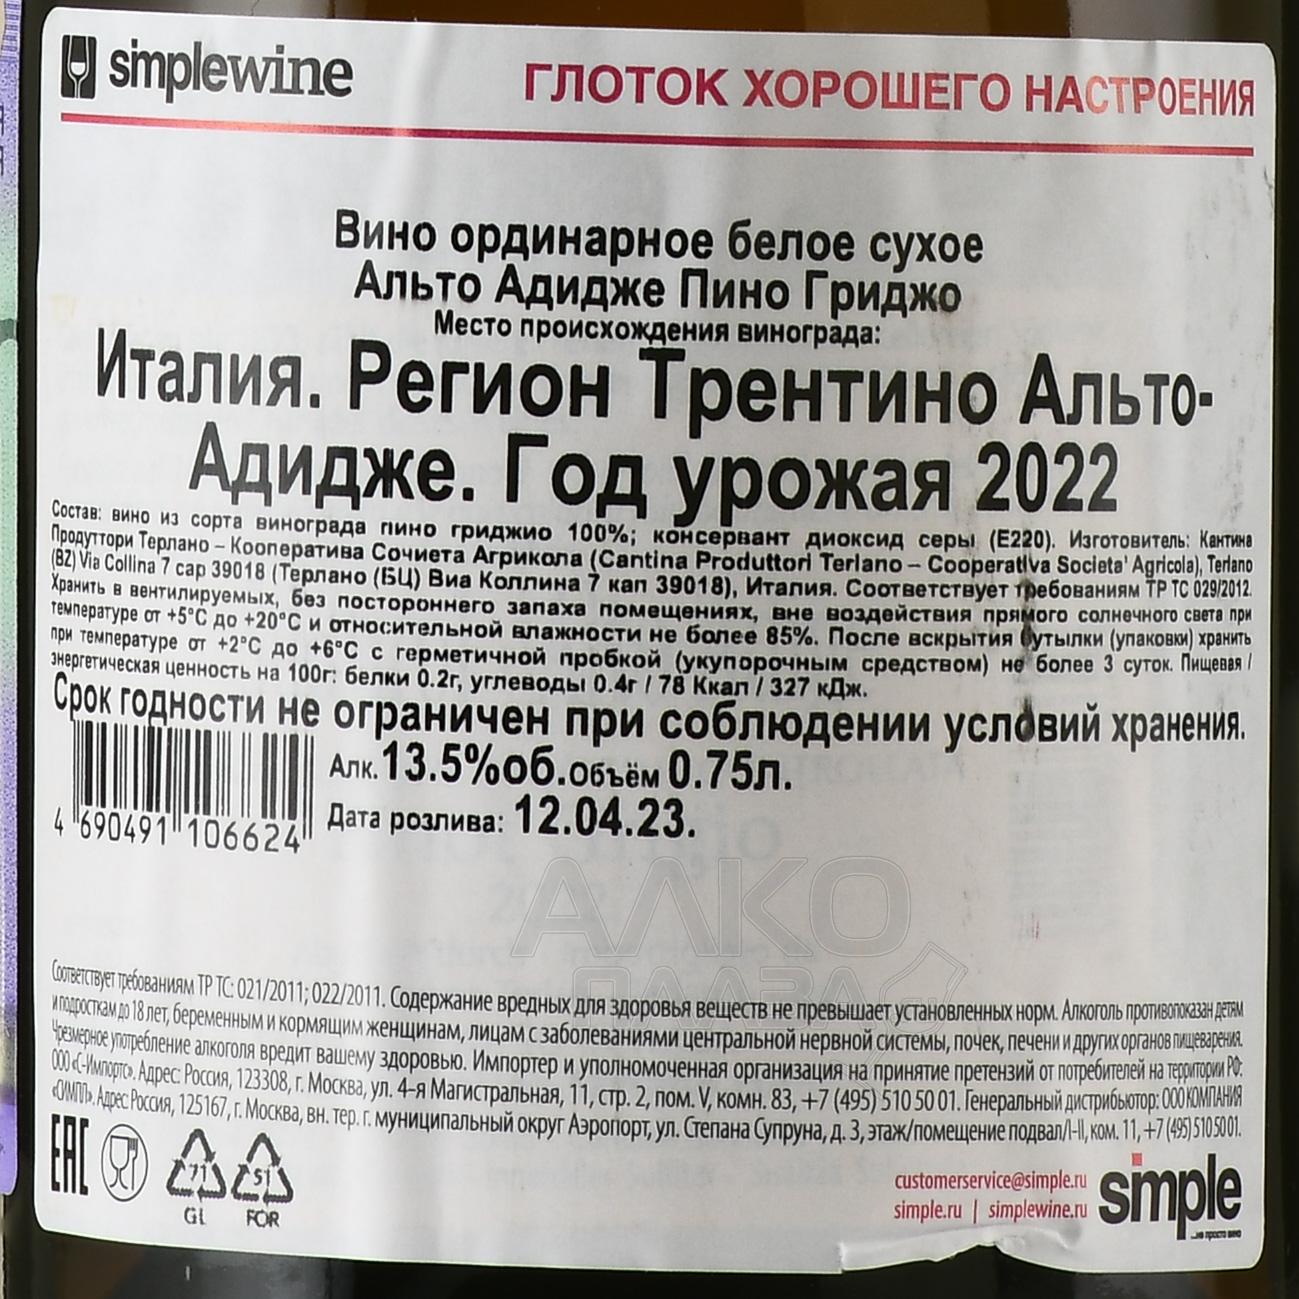 simplewine
ГЛОТОК ХОРОШЕГО НАСТРОЕНИЯ
Вино ординарное белое сухое
Альто Адидже Пино Гриджо
Место происхождения винограда:
Италия. Регион Трентино Альто-
Адидже. Год урожая 2022
Состав: вино из сорта винограда пино гриджио 100%; консервант диоксид серы (Е220). Изготовитель: Кантина
Продуттори Терлано – Кооператива Сочиета Агрикола (Cantina Produttori Terlano – Cooperativa Societa' Agricola), Terlano
(BZ) Via Collina 7 cap 39018 (Терлано (БЦ) Виа Коллина 7 кап 39018), Италия. Соответствует требованиям ТР ТС 029/2012.
Хранить в вентилируемых, без постороннего запаха помещениях, вне воздействия прямого солнечного света при
температуре от +5°С до +20°С и относительной влажности не более 85%. После вскрытия бутылки (упаковки) хранить
при температуре от +2°С до +6°С с герметичной пробкой (укупорочным средством) не более 3 суток. Пищевая /
энергетическая ценность на 100г: белки 0.2г, углеводы 0.4г / 78 Ккал / 327 кДж.
Срок годности не ограничен при соблюдении условий хранения.
Алк.13.5%об.Объём 0.75л.
Дата розлива: 12.04.23.
4 690491 106624
АЛКО
ПЛАЗА
Соответствует требованиям ТР ТС: 021/2011; 022/2011. Содержание вредных для здоровья веществ не превышает установленных норм. Алкоголь противопоказан детям
и подросткам до 18 лет, беременным и кормящим женщинам, лицам с заболеваниями центральной нервной системы, почек, печени и других органов пищеварения.
Чрезмерное употребление алкоголя вредит вашему здоровью. Импортер и уполномоченная организация на принятие претензий от потребителей на территории РФ:
ООО «С-Импортс». Адрес: Россия, 123308, г. Москва, ул. 4-я Магистральная, 11, стр. 2, пом. V, комн. 83, +7 (495) 510 50 01. Генеральный дистрибьютор: ООО КОМПАНИЯ
«СИМПЛ». Адрес: Россия, 125167, г. Москва, вн. тер. г. муниципальный округ Аэропорт, ул. Степана Супруна, д. 3, этаж/помещение подвал/I-II, ком. 11, +7 (495) 510 50 01.
EAC
71
GL
51
FOR
customerservice@simple.ru
simple.ru | simplewine.ru
simple
...не просто вино